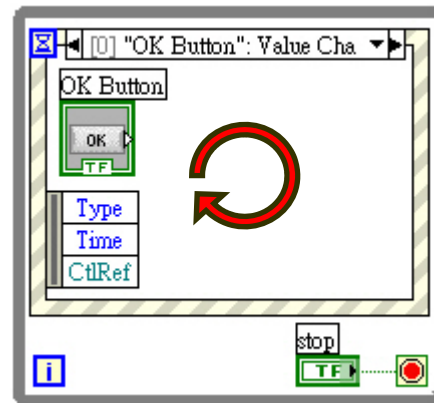 [0] "OK Button": Value Cha
OK Button
OK
TF
Type
Time
CtlRef
stop
TF
i